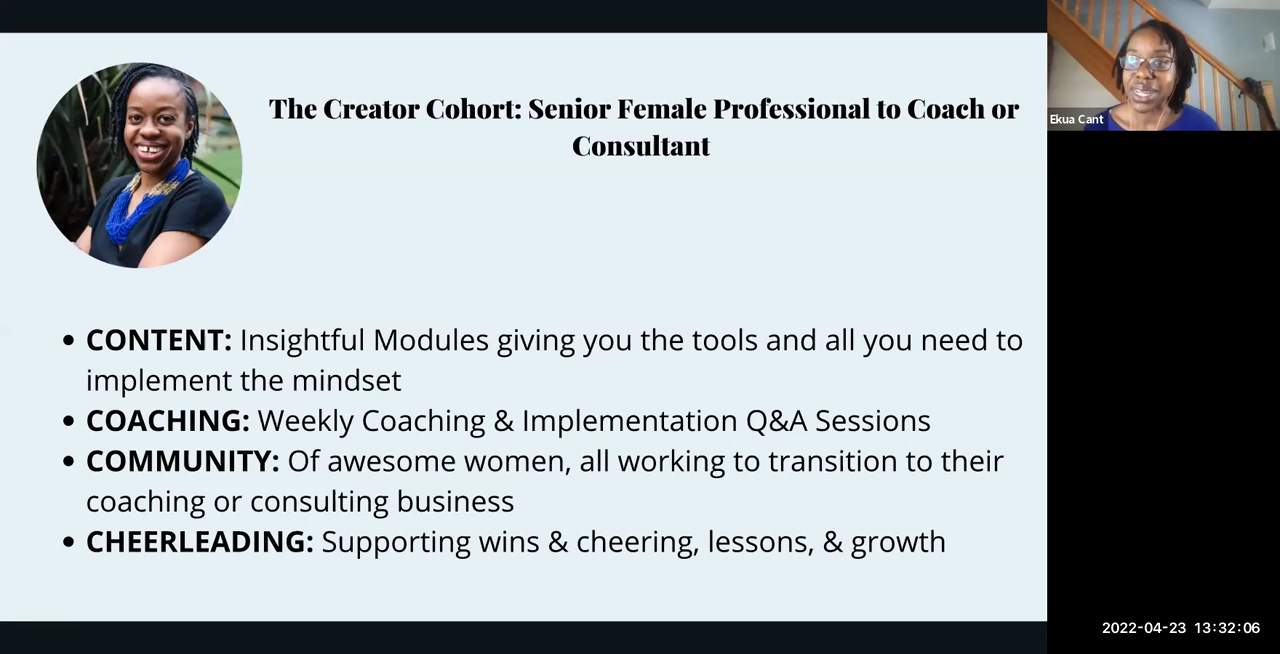 The Creator Cohort: Senior Female Professional to Coach or
Consultant
Ekua Cant
• CONTENT: Insightful Modules giving you the tools and all you need to
implement the mindset
• COACHING: Weekly Coaching & Implementation Q&A Sessions
• COMMUNITY: Of awesome women, all working to transition to their
coaching or consulting business
• CHEERLEADING: Supporting wins & cheering, lessons, & growth
2022-04-23 13:32:06